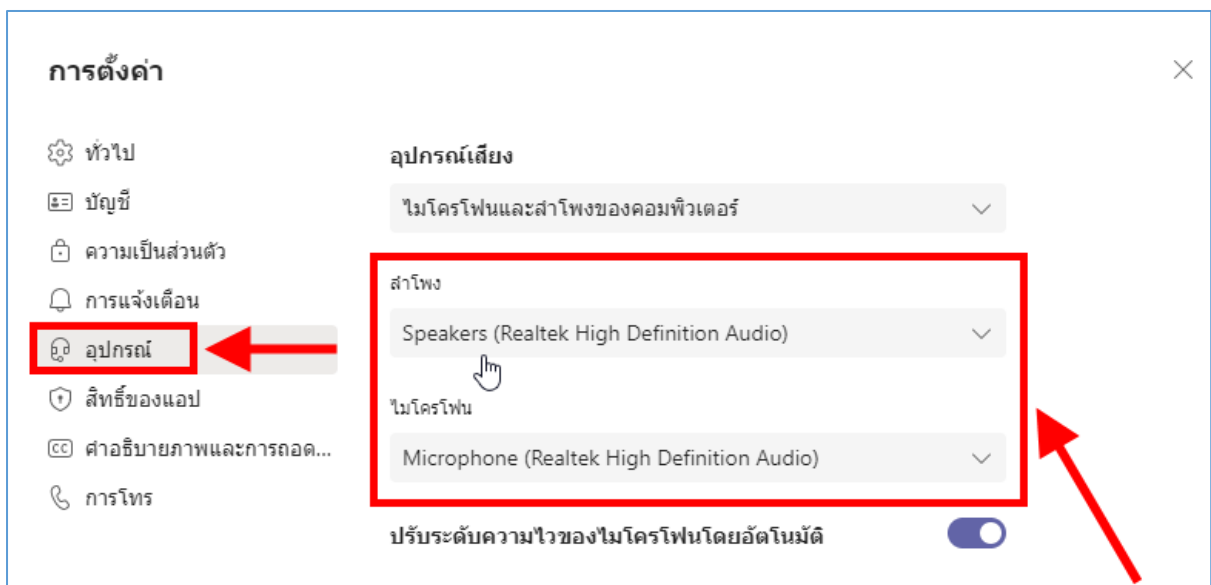 การตั้งค่า
ทั่วไป
บัญชี
ความเป็นส่วนตัว
การแจ้งเตือน
อุปกรณ์
สิทธิ์ของแอป
CC คำอธิบายภาพและการถอด...
การโทร
อุปกรณ์เสียง
ไมโครโฟนและลำโพงของคอมพิวเตอร์
ลำโพง
Speakers (Realtek High Definition Audio)
ไมโครโฟน
Microphone (Realtek High Definition Audio)
ปรับระดับความไวของไมโครโฟนโดยอัตโนมัติ